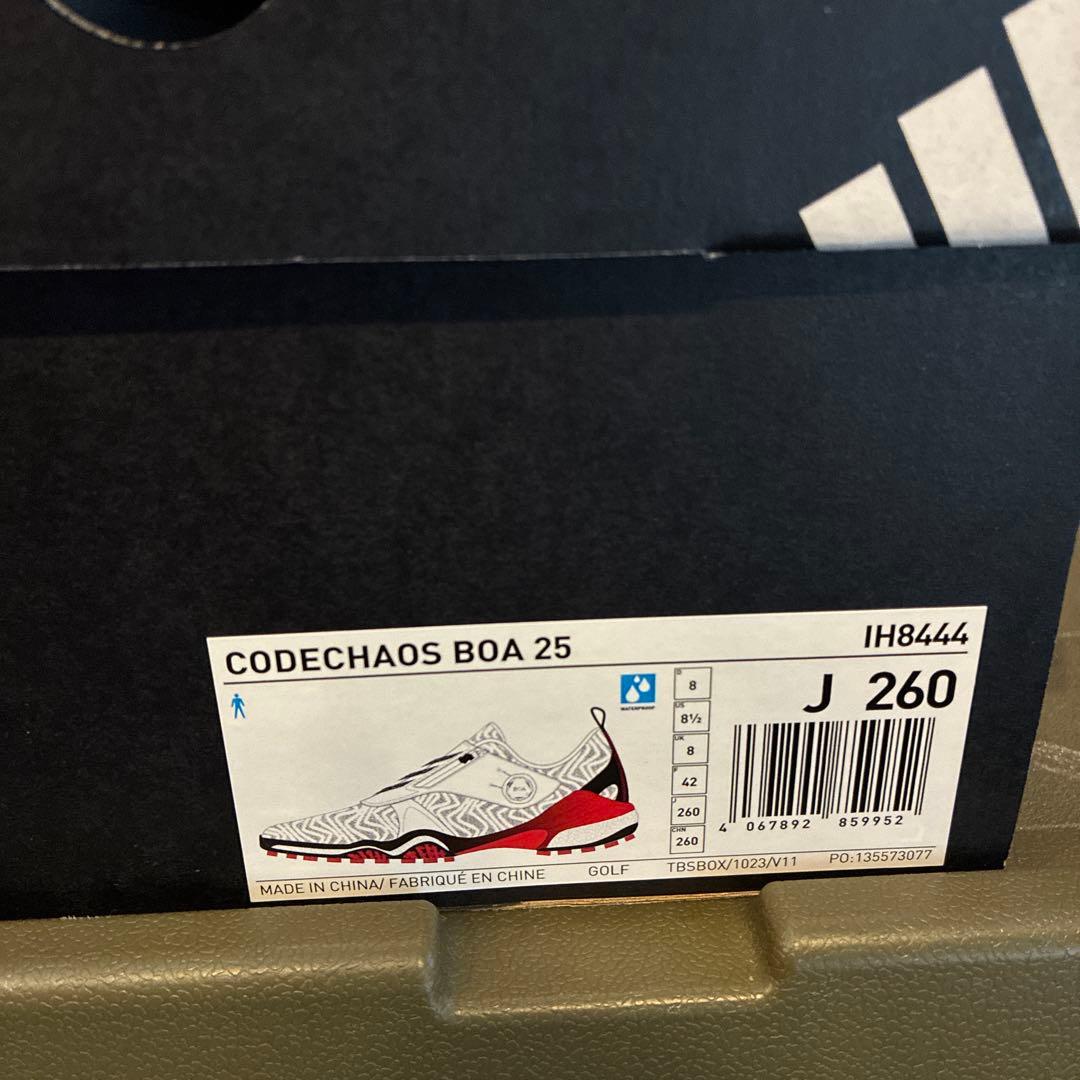 CODECHAOS BOA 25
IH8444
WATERPROOF
BOA
D 8
US 8½
UK 8
F 42
J 260
CHN 260
J 260
4 067892 859952
MADE IN CHINA/ FABRIQUÉ EN CHINE
GOLF
TBSBOX/1023/V11
PO:135573077